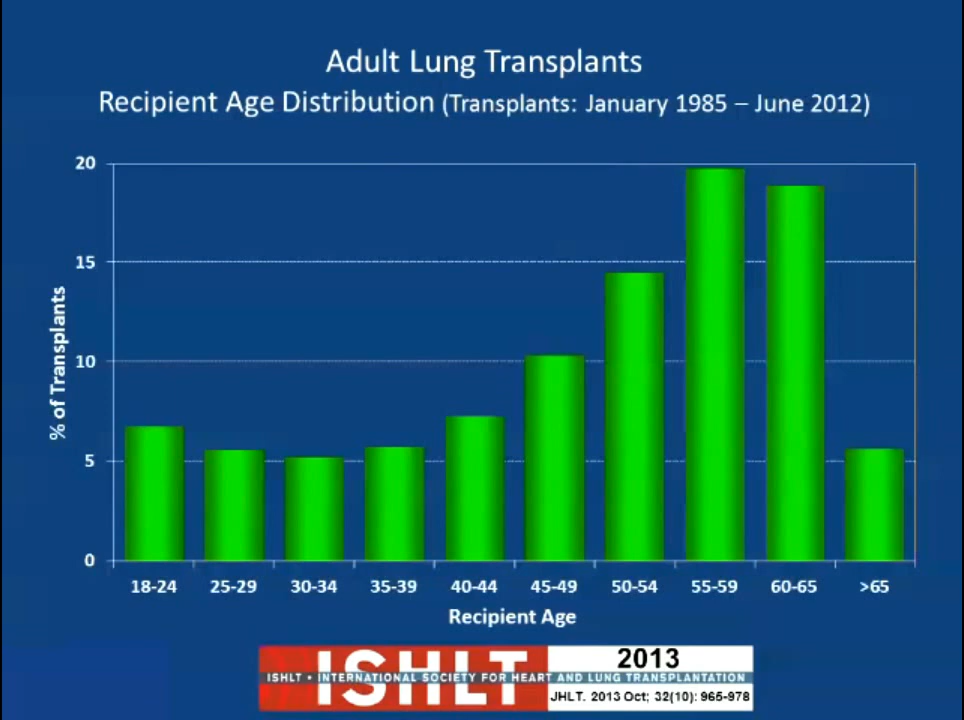 Adult Lung Transplants
Recipient Age Distribution (Transplants: January 1985 – June 2012)
% of Transplants
20
15
10
5
0
18-24 25-29 30-34 35-39 40-44 45-49 50-54 55-59 60-65 >65
Recipient Age
ISHLT
2013
ISHLT • INTERNATIONAL SOCIETY FOR HEART AND LUNG TRANSPLANTATION
JHLT. 2013 Oct; 32(10): 965-978